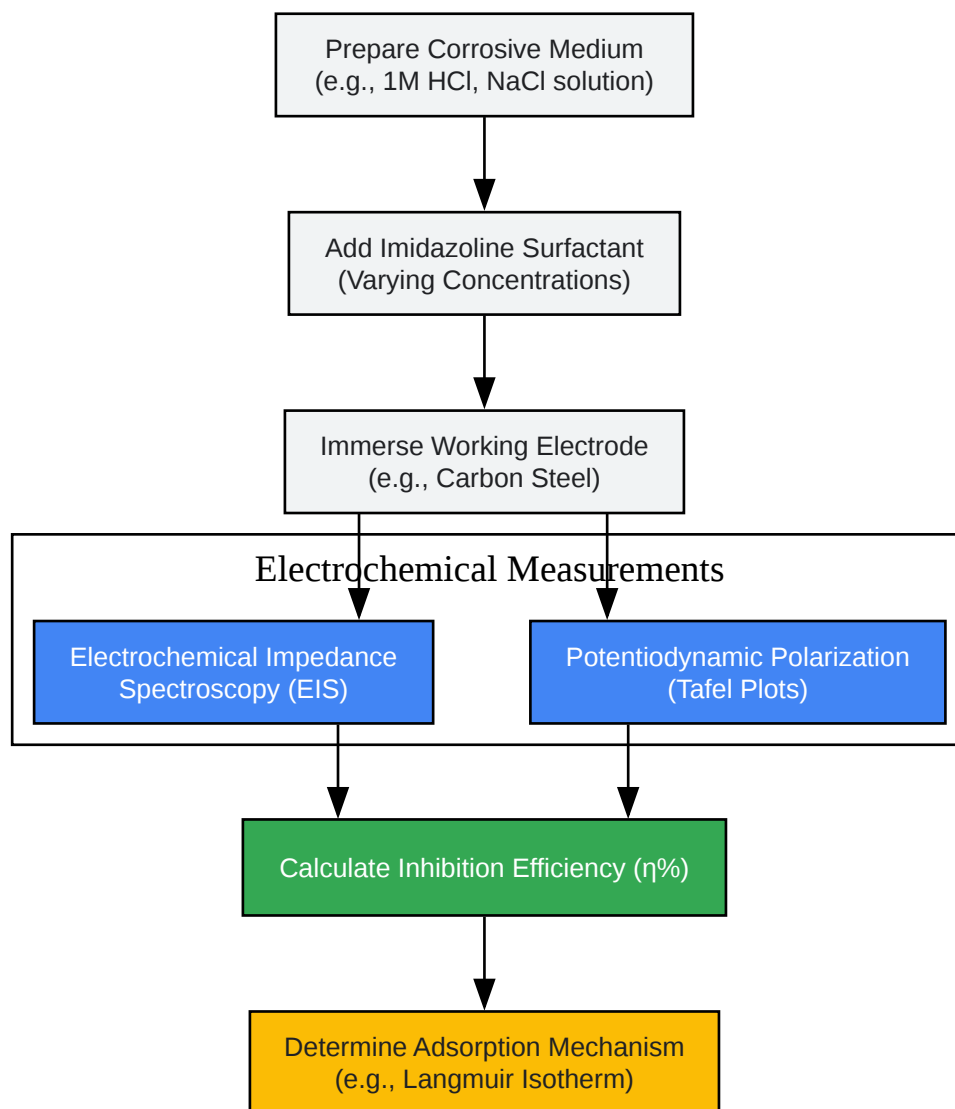 Prepare Corrosive Medium
(e.g., 1M HCl, NaCl solution)
Add Imidazoline Surfactant
(Varying Concentrations)
Immerse Working Electrode
(e.g., Carbon Steel)
Electrochemical Measurements
Electrochemical Impedance
Spectroscopy (EIS)
Potentiodynamic Polarization
(Tafel Plots)
Calculate Inhibition Efficiency (η%)
Determine Adsorption Mechanism
(e.g., Langmuir Isotherm)